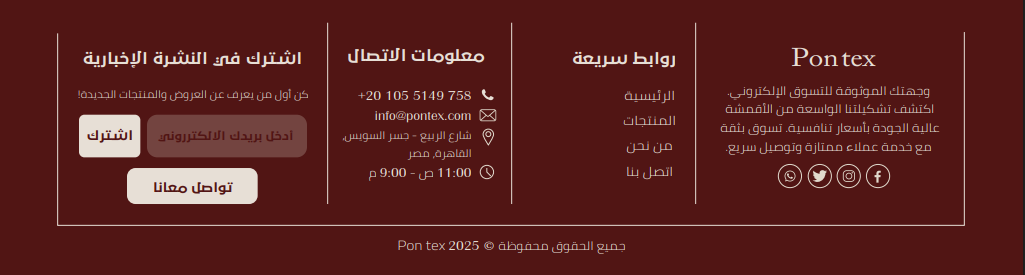 Pon tex
وجهتك الموثوقة للتسوق الإلكتروني.
اكتشف تشكيلتنا الواسعة من الأقمشة
عالية الجودة بأسعار تنافسية. تسوق بثقة
مع خدمة عملاء ممتازة وتوصيل سريع.
روابط سريعة
الرئيسية
المنتجات
من نحن
اتصل بنا
معلومات الاتصال
+20 105 5149 758
info@pontex.com
شارع الربيع - جسر السويس,
القاهرة, مصر
11:00 ص - 9:00 م
اشترك في النشرة الإخبارية
كن أول من يعرف عن العروض والمنتجات الجديدة!
ادخل بريدك الالكترروني
اشترك
تواصل معانا
جميع الحقوق محفوظة © 2025 Pon tex